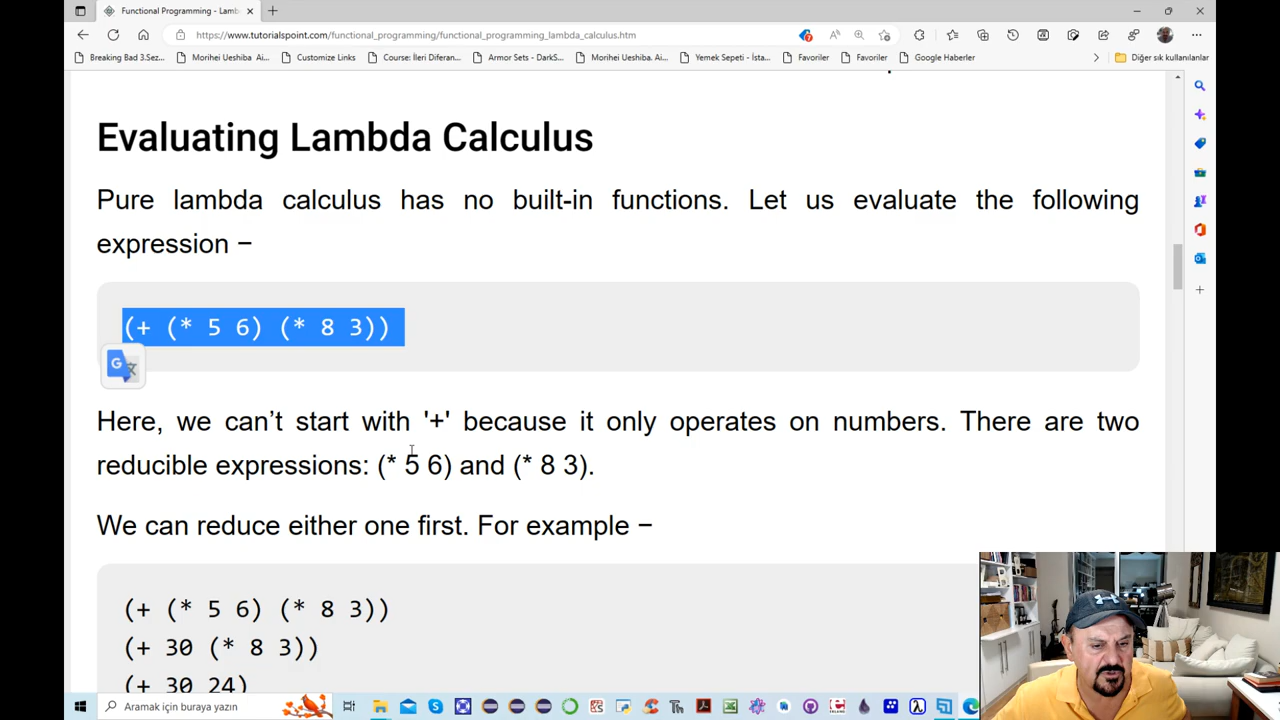 Functional Programming - Lamb
https://www.tutorialspoint.com/functional_programming/functional_programming_lambda_calculus.htm
Breaking Bad 3.Sez...
Morihei Ueshiba Ai...
Customize Links
Course: İleri Diferan...
Armor Sets - DarkS...
Morihei Ueshiba. Ai...
Yemek Sepeti - İsta...
Favoriler
Favoriler
Google Haberler
Diğer sık kullanılanlar
Evaluating Lambda Calculus
Pure lambda calculus has no built-in functions. Let us evaluate the following
expression −
(+ (* 5 6) (* 8 3))
Here, we can’t start with '+' because it only operates on numbers. There are two
reducible expressions: (* 5 6) and (* 8 3).
We can reduce either one first. For example −
(+ (* 5 6) (* 8 3))
(+ 30 (* 8 3))
(+ 30 24)
Aramak için buraya yazın